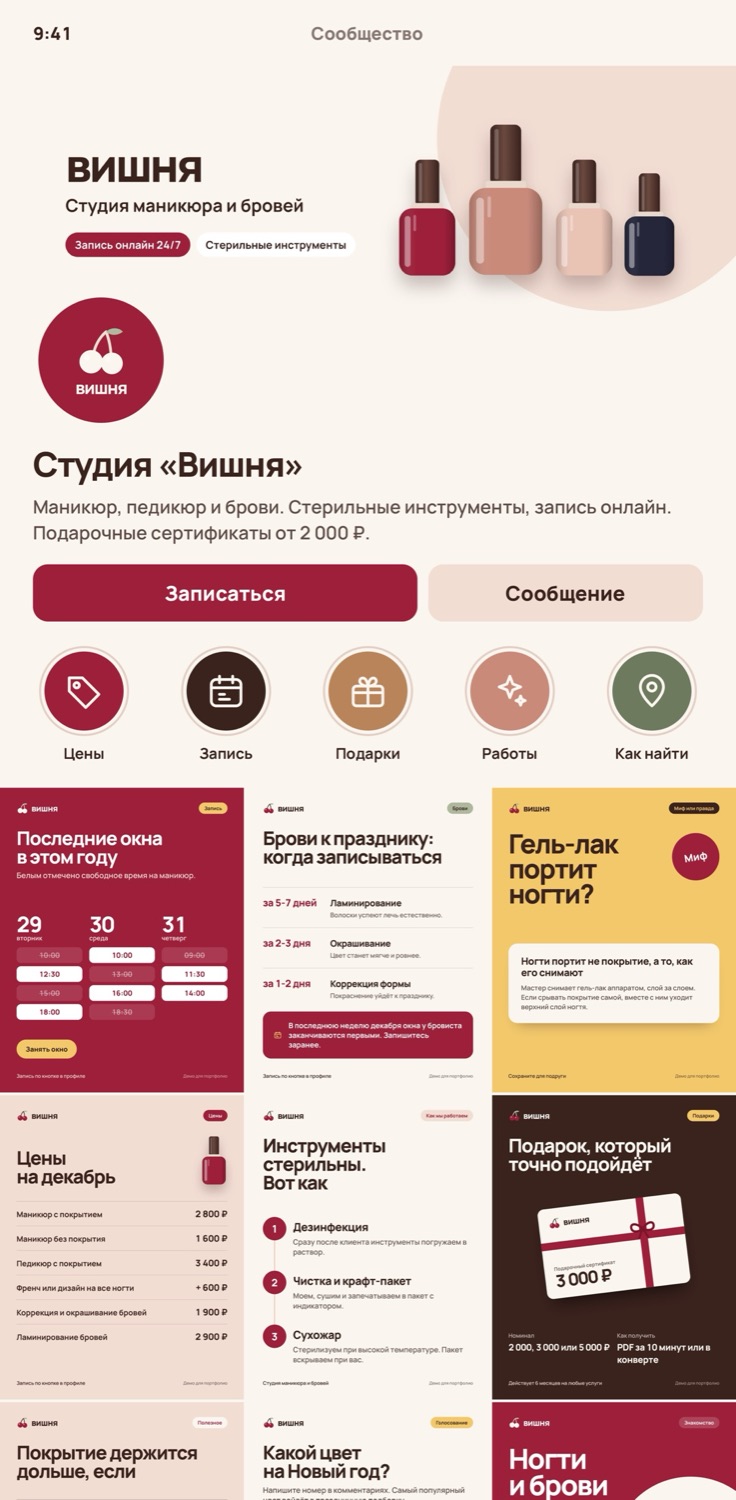 9:41
Сообщество
ВИШНЯ
Студия маникюра и бровей
Запись онлайн 24/7
Стерильные инструменты
ВИШНЯ
Студия «Вишня»
Маникюр, педикюр и брови. Стерильные инструменты, запись онлайн.
Подарочные сертификаты от 2 000 ₽.
Записаться
Сообщение
Цены
Запись
Подарки
Работы
Как найти
ВИШНЯ
Запись
Последние окна
в этом году
Белым отмечено свободное время на маникюр.
29
вторник
10:00
12:30
15:00
18:00
30
среда
10:00
13:00
16:00
18:30
31
четверг
09:00
11:30
14:00
Занять окно
Запись по кнопке в профиле
Демо для портфолио
ВИШНЯ
Брови
Брови к празднику:
когда записываться
за 5-7 дней
Ламинирование
Волоски успеют лечь естественно.
за 2-3 дня
Окрашивание
Цвет станет мягче и ровнее.
за 1-2 дня
Коррекция формы
Покраснение уйдёт к празднику.
В последнюю неделю декабря окна у бровиста
заканчиваются первыми. Запишитесь
заранее.
Запись по кнопке в профиле
Демо для портфолио
ВИШНЯ
Миф или правда
Гель-лак
портит
ногти?
Миф
Ногти портит не покрытие, а то, как
его снимают
Мастер снимает гель-лак аппаратом, слой за слоем.
Если срывать покрытие самой, вместе с ним уходит
верхний слой ногтя.
Сохраните для подруги
Демо для портфолио
ВИШНЯ
Цены
Цены
на декабрь
Маникюр с покрытием 2 800 ₽
Маникюр без покрытия 1 600 ₽
Педикюр с покрытием 3 400 ₽
Френч или дизайн на все ногти + 600 ₽
Коррекция и окрашивание бровей 1 900 ₽
Ламинирование бровей 2 900 ₽
Запись по кнопке в профиле
Демо для портфолио
ВИШНЯ
Как мы работаем
Инструменты
стерильны.
Вот как
1
Дезинфекция
Сразу после клиента инструменты погружаем в
раствор.
2
Чистка и крафт-пакет
Моем, сушим и запечатываем в пакет с
индикатором.
3
Сухожар
Стерилизуем при высокой температуре. Пакет
вскрываем при вас.
Студия маникюра и бровей
Демо для портфолио
ВИШНЯ
Подарки
Подарок, который
точно подойдёт
ВИШНЯ
Подарочный сертификат
3 000 ₽
Номинал
2 000, 3 000 или 5 000 ₽
Как получить
PDF за 10 минут или в
конверте
Действует 6 месяцев на любые услуги
Демо для портфолио
ВИШНЯ
Полезное
Покрытие держится
дольше, если
ВИШНЯ
Голосование
Какой цвет
на Новый год?
Напишите номер в комментариях. Самый популярный
ВИШНЯ
Знакомство
Ногти
и брови